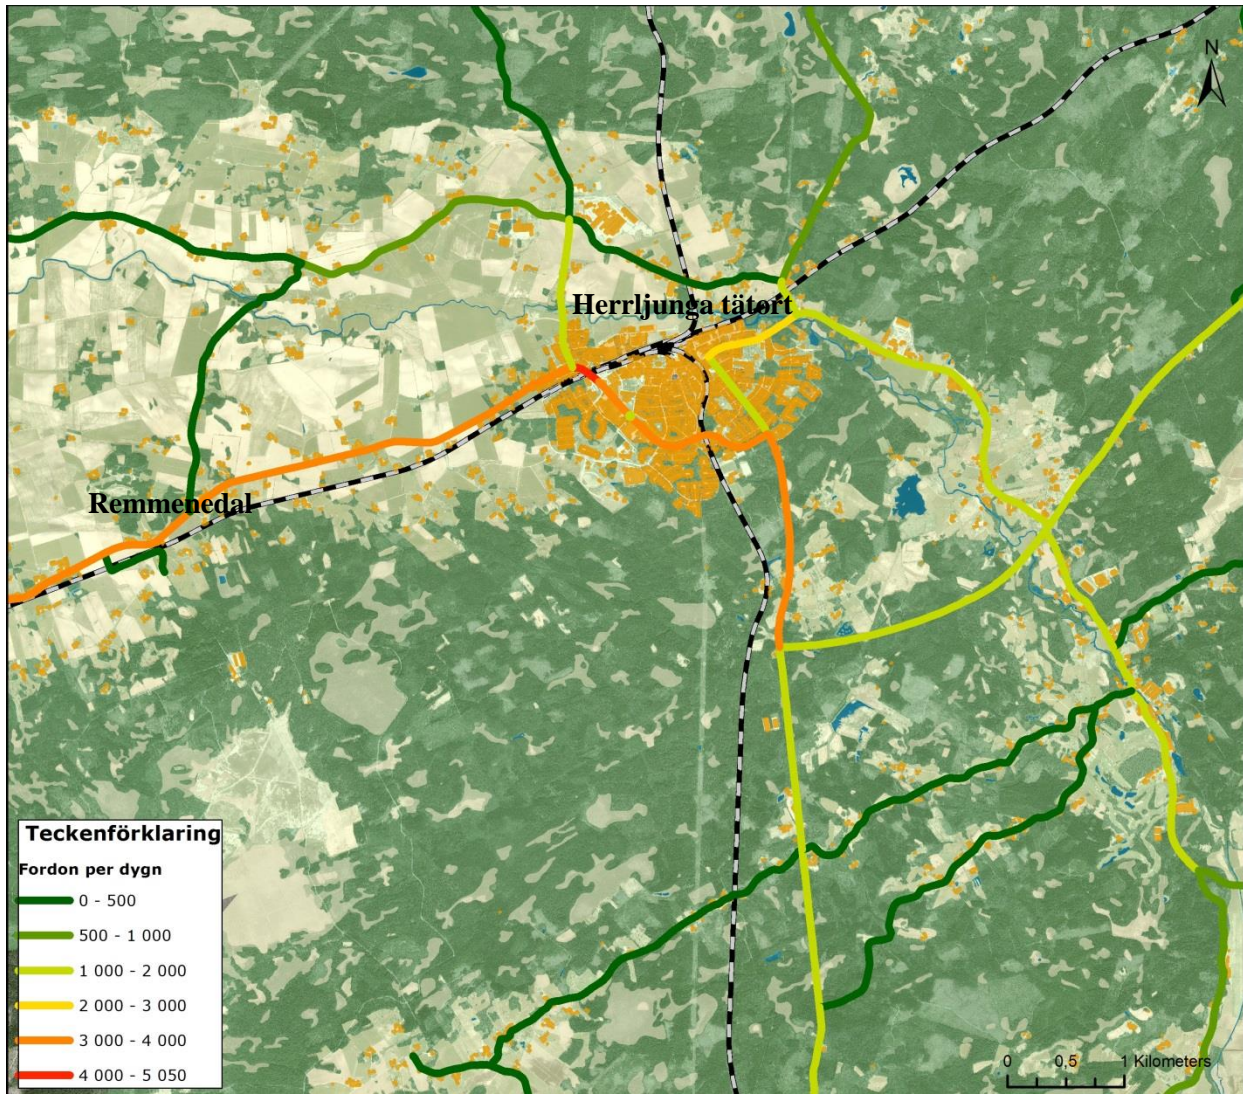 N
Herrljunga tätort
Remmenedal
Teckenförklaring
Fordon per dygn
0 - 500
500 - 1 000
1 000 - 2 000
2 000 - 3 000
3 000 - 4 000
4 000 - 5 050
0 0,5 1 Kilometers